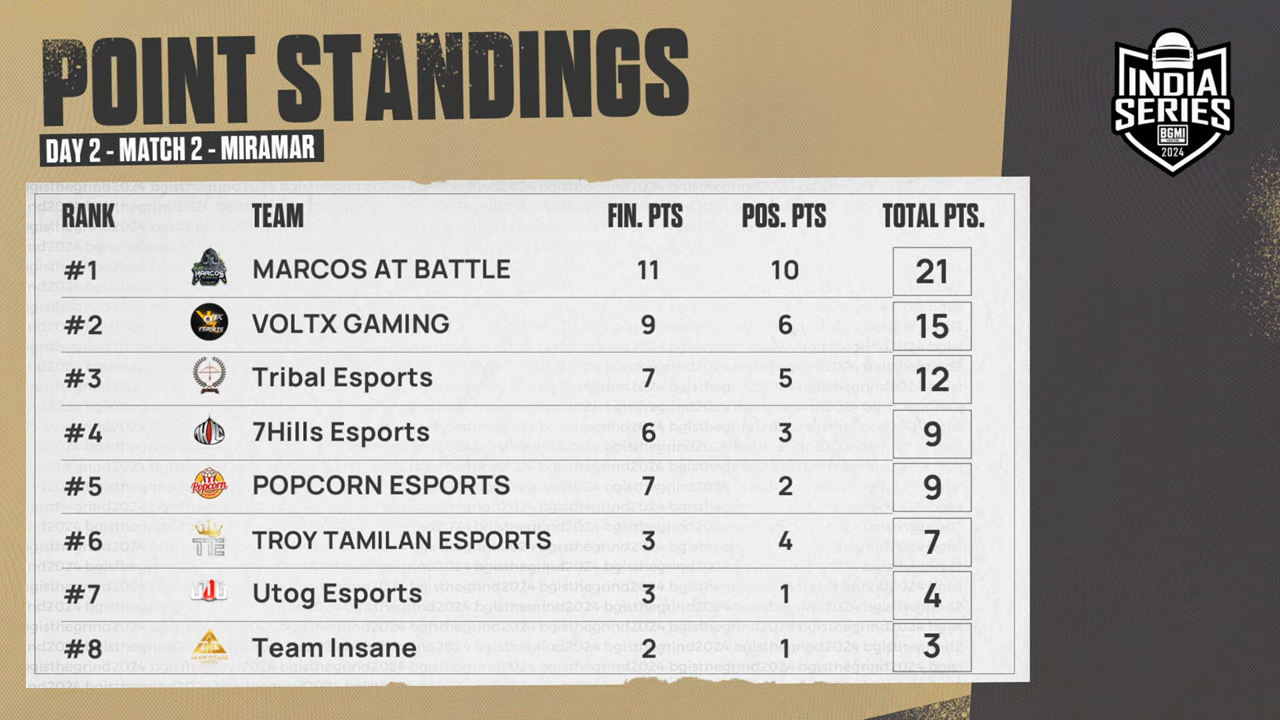 POINT STANDINGS
DAY 2 - MATCH 2 - MIRAMAR
INDIA
SERIES
BGMI
2024
RANK TEAM FIN. PTS POS. PTS TOTAL PTS.
#1 MARCOS AT BATTLE 11 10 21
#2 VOLTX GAMING 9 6 15
#3 Tribal Esports 7 5 12
#4 7Hills Esports 6 3 9
#5 POPCORN ESPORTS 7 2 9
#6 TROY TAMILAN ESPORTS 3 4 7
#7 Utog Esports 3 1 4
#8 Team Insane 2 1 3